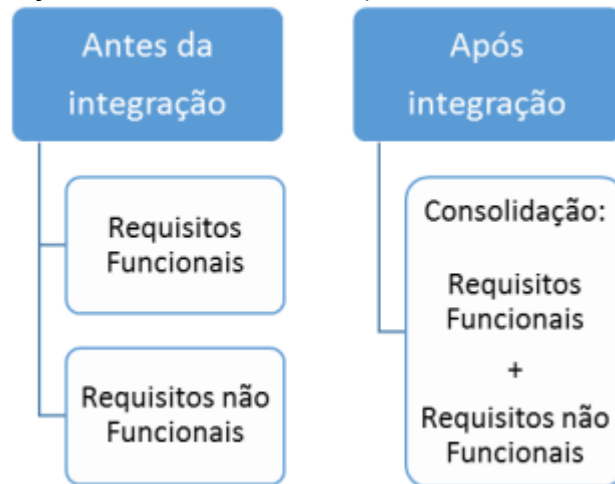 Antes da
integração
Requisitos
Funcionais
Requisitos não
Funcionais
Após
integração
Consolidação:
Requisitos
Funcionais
+
Requisitos não
Funcionais